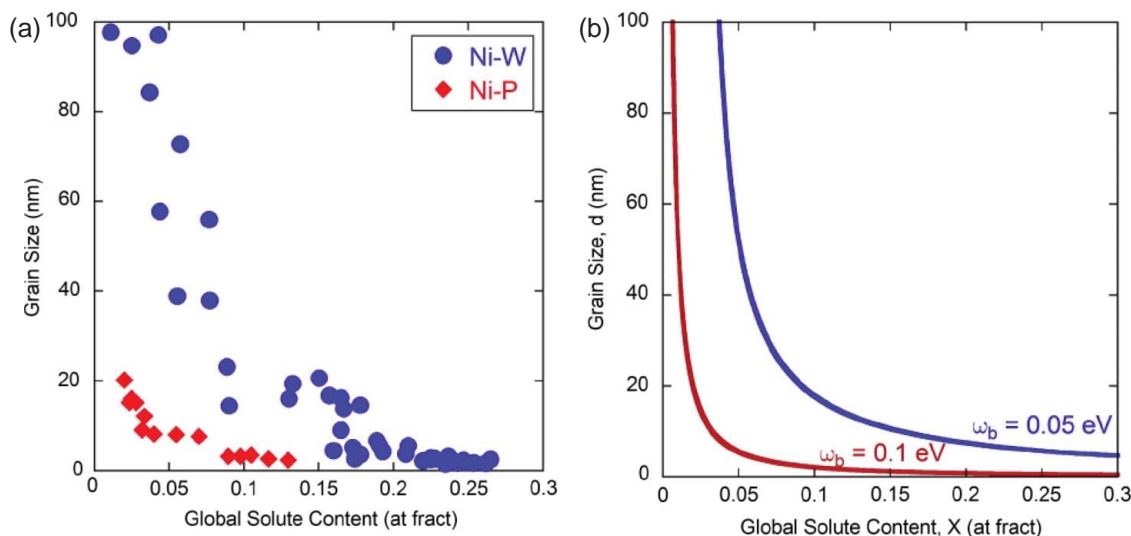 (a)
100
80
60
40
20
0
Grain Size (nm)
Ni-W
Ni-P
0
0.05
0.1
0.15
0.2
0.25
0.3
Global Solute Content (at fract)
(b)
100
80
60
40
20
0
Grain Size, d (nm)
ω_b = 0.05 eV
ω_b = 0.1 eV
0
0.05
0.1
0.15
0.2
0.25
0.3
Global Solute Content, X (at fract)